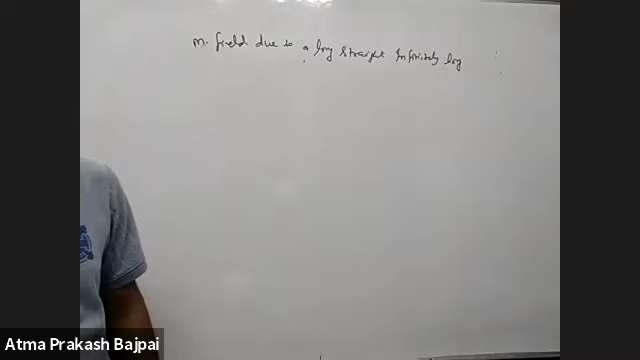 m. field due to a long straight Infinitely long
Atma Prakash Bajpai